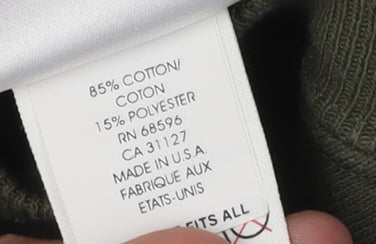 85% COTTON/
COTON
15% POLYESTER
RN 68596
CA 31127
MADE IN U.S.A.
FABRIQUE AUX
ETATS-UNIS
FITS ALL